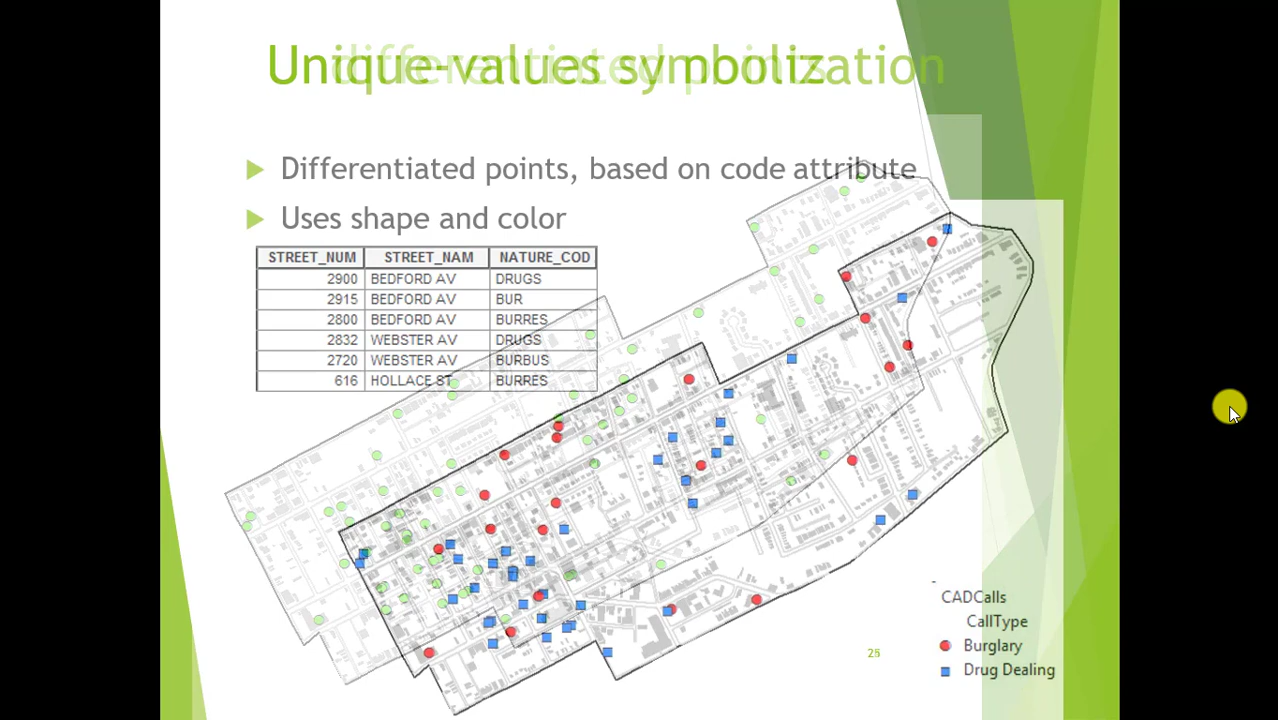 Unique-values symbolization
differentiated points
Differentiated points, based on code attribute
Uses shape and color
STREET_NUM STREET_NAM NATURE_COD
2900 BEDFORD AV DRUGS
2915 BEDFORD AV BUR
2800 BEDFORD AV BURRES
2832 WEBSTER AV DRUGS
2720 WEBSTER AV BURBUS
616 HOLLACE ST BURRES
CADCalls
CallType
Burglary
Drug Dealing